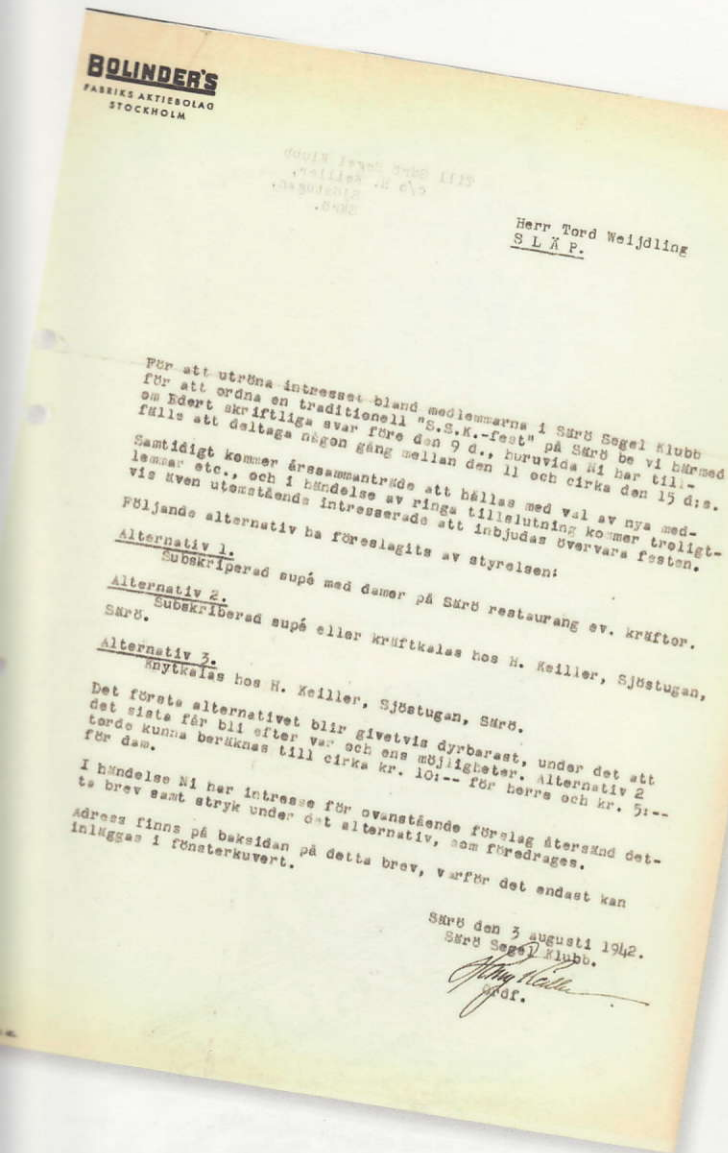 BOLINDER'S
FABRIKS AKTIEBOLAG
STOCKHOLM
Till Särö Segel Klubb
c/o H. Keiller,
Sjöstugan,
Särö.
Herr Tord Weijdling
S L Ä P.
För att utröna intresset bland medlemmarna i Särö Segel Klubb
för att ordna en traditionell "S.S.K.-fest" på Särö be vi härmed
om Edert skriftliga svar före den 9 d., huruvida Ni har till-
fälle att deltaga någon gång mellan den 11 och cirka den 15 d:s.
Samtidigt kommer årssammanträde att hållas med val av nya med-
lemmar etc., och i händelse av ringa tillslutning kommer troligt-
vis även utomstående intresserade att inbjudas övervara festen.
Följande alternativ ha föreslagits av styrelsen:
Alternativ 1.
Subskriperad supé med damer på Särö restaurang ev. kräftor.
Alternativ 2.
Subskriberad supé eller kräftkalas hos H. Keiller, Sjöstugan,
Särö.
Alternativ 3.
Knytkalas hos H. Keiller, Sjöstugan, Särö.
Det första alternativet blir givetvis dyrbarast, under det att
det sista får bli efter var och ens möjligheter. Alternativ 2
torde kunna beräknas till cirka kr. 10:-- för herre och kr. 5:--
för dam.
I händelse Ni har intresse för ovanstående förslag återsänd det-
ta brev samt stryk under det alternativ, som föredrages.
Adress finns på baksidan på detta brev, varför det endast kan
inläggas i fönsterkuvert.
Särö den 3 augusti 1942.
Särö Segel Klubb.
Keiller
Ordf.